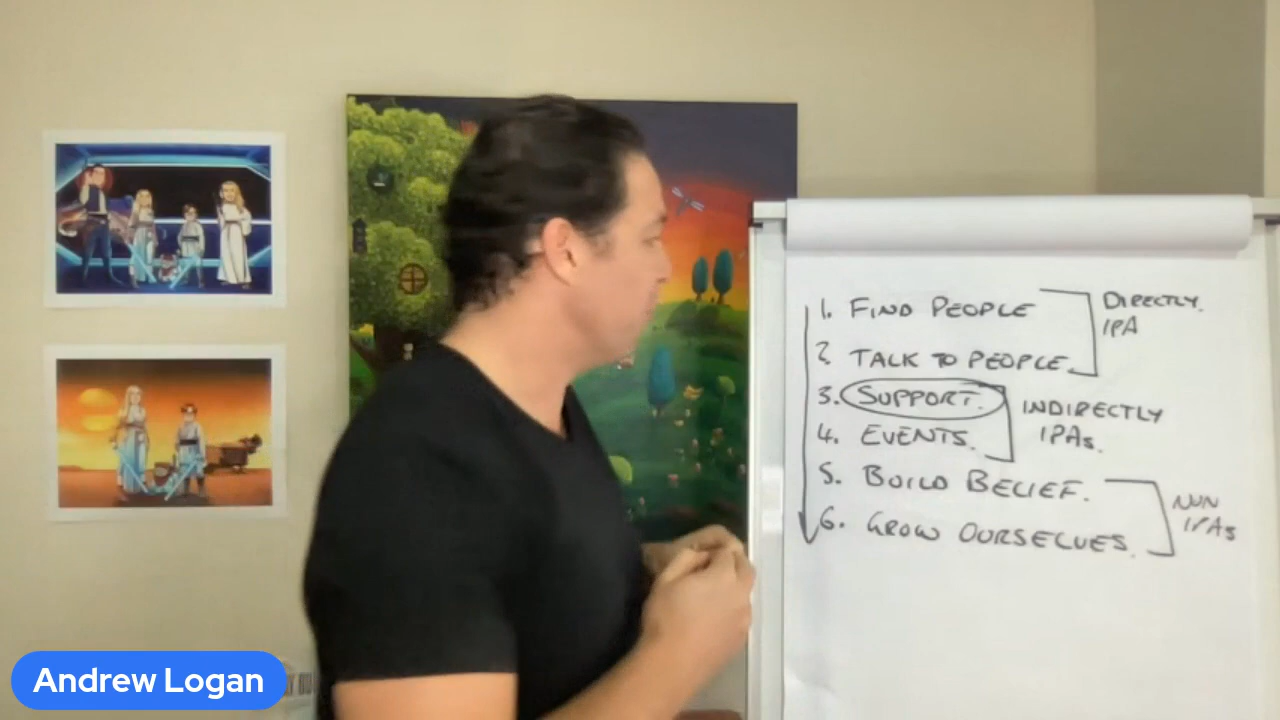 1. FIND PEOPLE
2 TALK TO PEOPLE.
DIRECTLY.
IPA
3. SUPPORT.
4. EVENTS.
INDIRECTLY
IPAs.
5. BUILD BELIEF.
6. GROW OURSELVES.
NON
IPAs
Andrew Logan